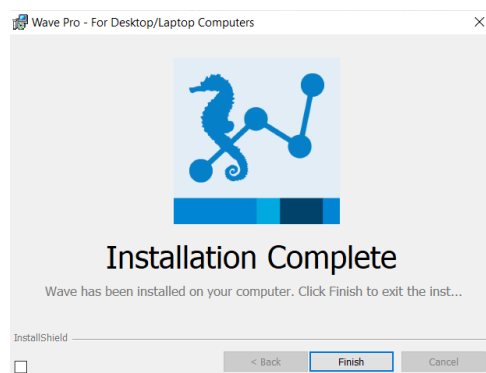 Wave Pro - For Desktop/Laptop Computers
Installation Complete
Wave has been installed on your computer. Click Finish to exit the inst...
InstallShield
< Back Finish Cancel